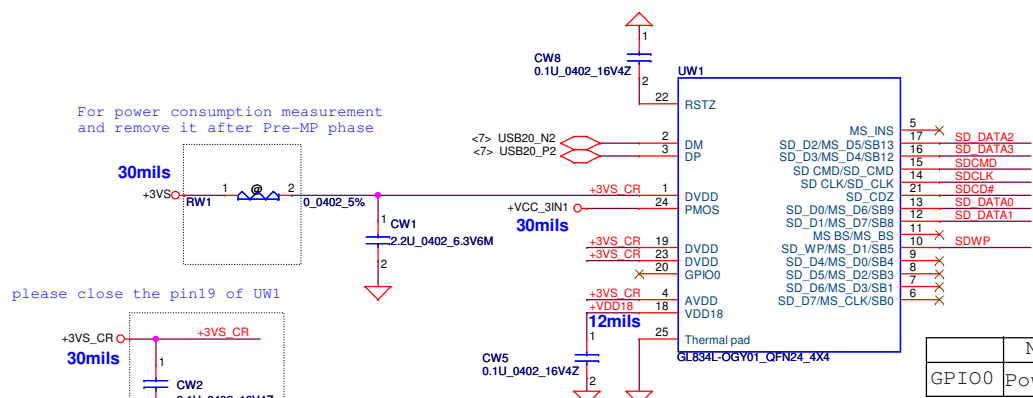 1
CW8
0.1U_0402_16V4Z
2
UW1
22
RSTZ
For power consumption measurement
and remove it after Pre-MP phase
<7> USB20_N2
2
DM
<7> USB20_P2
3
DP
5
MS_INS
17
SD_D2/MS_D5/SB13
SD_DATA2
16
SD_D3/MS_D4/SB12
SD_DATA3
15
SD CMD/SD_CMD
SDCMD
14
SD CLK/SD_CLK
SDCLK
21
SD_CDZ
SDCD#
13
SD_D0/MS_D6/SB9
SD_DATA0
12
SD_D1/MS_D7/SB8
SD_DATA1
11
MS BS/MS_BS
10
SD_WP/MS_D1/SB5
SDWP
9
SD_D4/MS_D0/SB4
8
SD_D5/MS_D2/SB3
7
SD_D6/MS_D3/SB1
6
SD_D7/MS_CLK/SB0
30mils
+3VS
1
@
2
RW1
0_0402_5%
+3VS_CR
1
DVDD
+VCC_3IN1
24
PMOS
30mils
1
CW1
2.2U_0402_6.3V6M
2
+3VS_CR
19
DVDD
+3VS_CR
23
DVDD
20
GPIO0
+3VS_CR
4
AVDD
+VDD18
18
VDD18
12mils
25
Thermal pad
GL834L-OGY01_QFN24_4X4
please close the pin19 of UW1
+3VS_CR
+3VS_CR
30mils
1
CW2
1
CW5
0.1U_0402_16V4Z
2
GPIO0